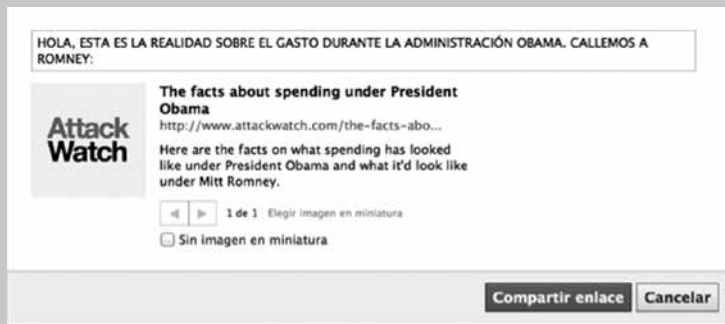 HOLA, ESTA ES LA REALIDAD SOBRE EL GASTO DURANTE LA ADMINISTRACIÓN OBAMA. CALLEMOS A
ROMNEY:
Attack
Watch
The facts about spending under President
Obama
http://www.attackwatch.com/the-facts-abo...
Here are the facts on what spending has looked
like under President Obama and what it'd look like
under Mitt Romney.
1 de 1 Elegir imagen en miniatura
Sin imagen en miniatura
Compartir enlace Cancelar